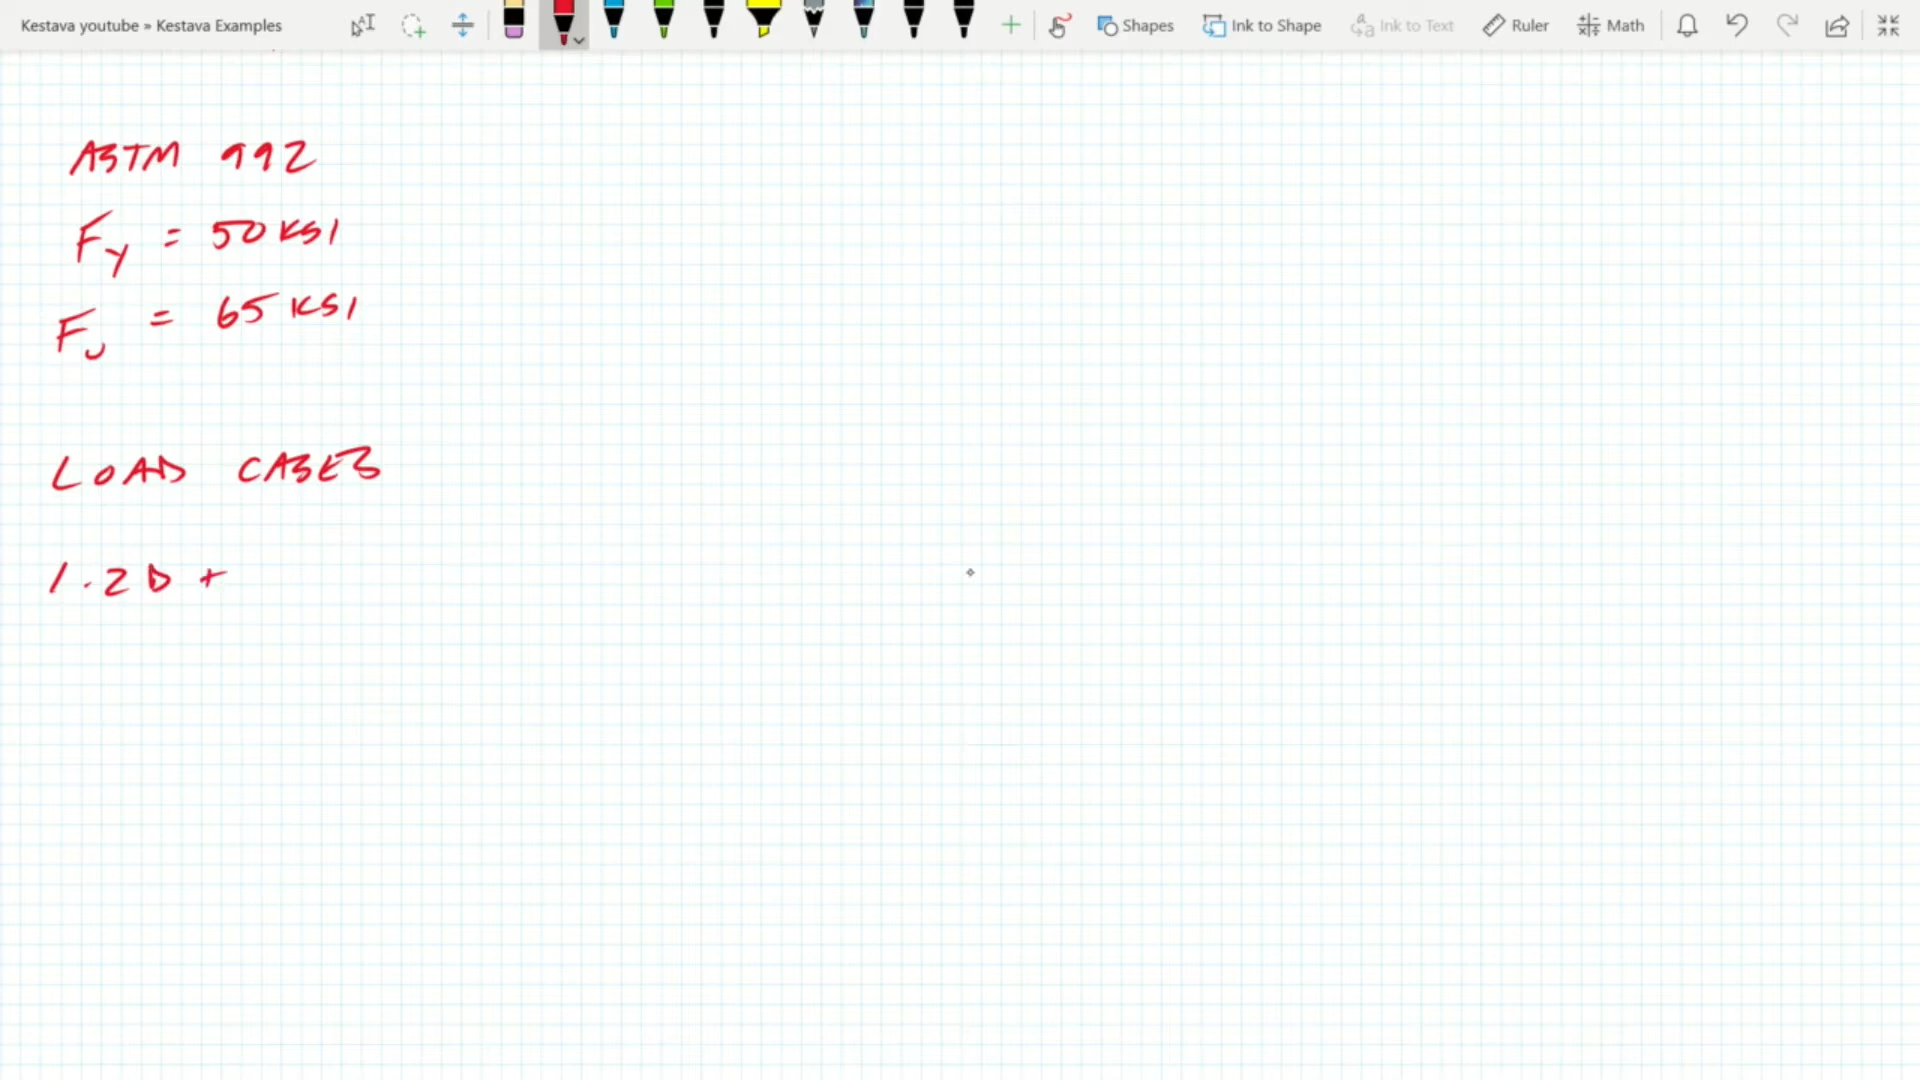 Kestava youtube » Kestava Examples Shapes Ink to Shape Ink to Text Ruler Math
ASTM 992
Fy = 50 KSI
Fu = 65 KSI
LOAD CASES
1.2D +